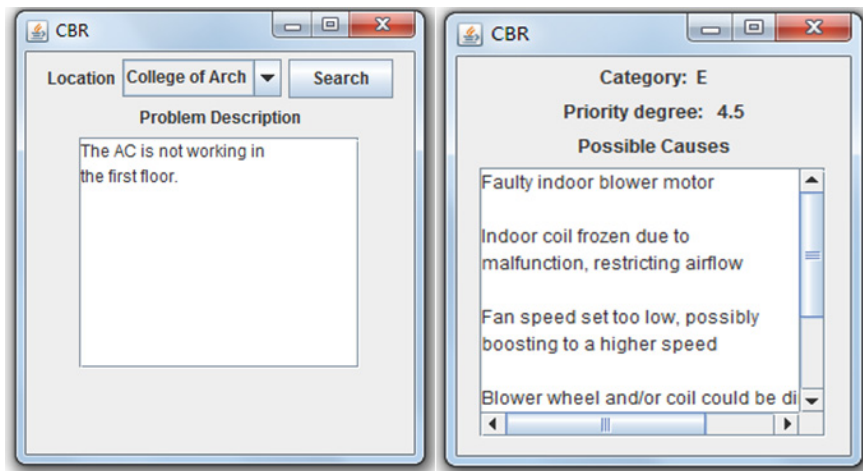 CBR
Location College of Arch Search
Problem Description
The AC is not working in
the first floor.
CBR
Category: E
Priority degree: 4.5
Possible Causes
Faulty indoor blower motor
Indoor coil frozen due to
malfunction, restricting airflow
Fan speed set too low, possibly
boosting to a higher speed
Blower wheel and/or coil could be di